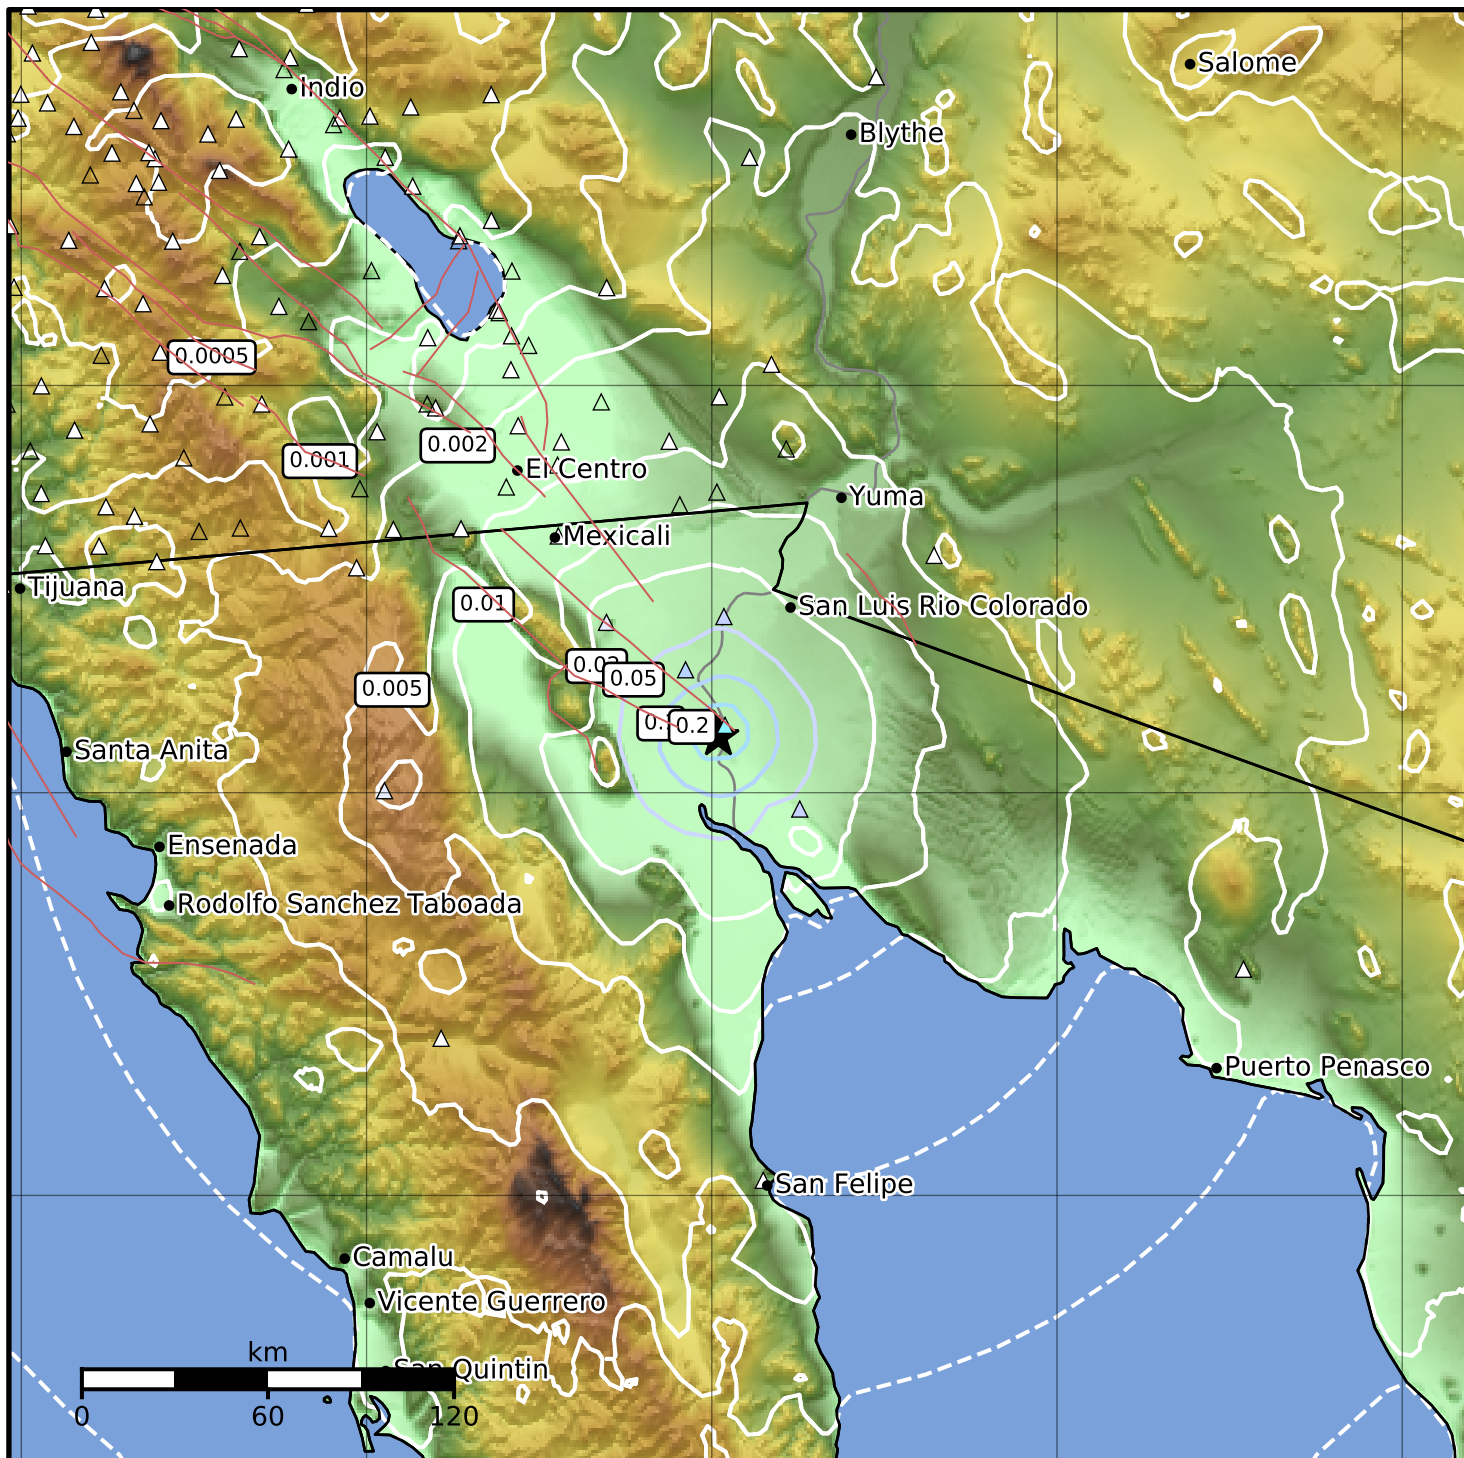 Salome
Indio
Blythe
0.0005
0.002
0.001
El Centro
Yuma
Mexicali
Tijuana
0.01
San Luis Rio Colorado
0.05
0.005
0.2
Santa Anita
Ensenada
Rodolfo Sanchez Taboada
Puerto Penasco
San Felipe
Camalu
Vicente Guerrero
km
San Quintin
0 60 120